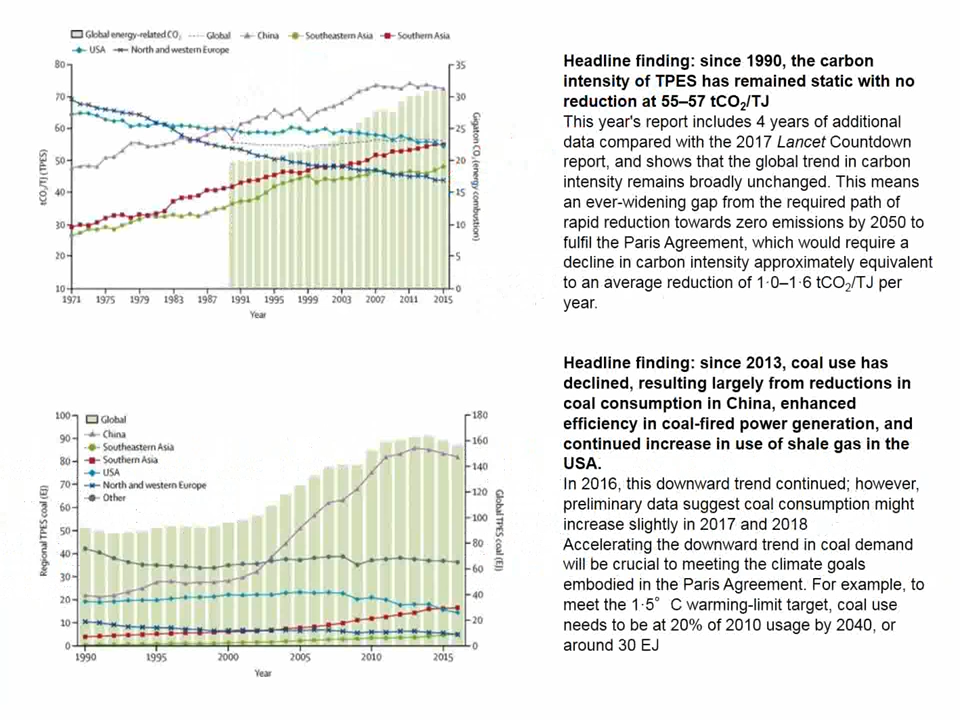 Global energy-related CO2 Global China Southeastern Asia Southern Asia
USA North and western Europe
80
70
60
50
40
30
20
10
tCO2/TJ (TPES)
35
30
25
20
15
10
5
0
Gigaton CO2 (energy combustion)
1971 1975 1979 1983 1987 1991 1995 1999 2003 2007 2011 2015
Year
Headline finding: since 1990, the carbon
intensity of TPES has remained static with no
reduction at 55–57 tCO2/TJ
This year's report includes 4 years of additional
data compared with the 2017 Lancet Countdown
report, and shows that the global trend in carbon
intensity remains broadly unchanged. This means
an ever-widening gap from the required path of
rapid reduction towards zero emissions by 2050 to
fulfil the Paris Agreement, which would require a
decline in carbon intensity approximately equivalent
to an average reduction of 1·0–1·6 tCO2/TJ per
year.
100
90
80
70
60
50
40
30
20
10
0
Regional TPES coal (EJ)
Global
China
Southeastern Asia
Southern Asia
USA
North and western Europe
Other
180
160
140
120
100
80
60
40
20
0
Global TPES coal (EJ)
1990 1995 2000 2005 2010 2015
Year
Headline finding: since 2013, coal use has
declined, resulting largely from reductions in
coal consumption in China, enhanced
efficiency in coal-fired power generation, and
continued increase in use of shale gas in the
USA.
In 2016, this downward trend continued; however,
preliminary data suggest coal consumption might
increase slightly in 2017 and 2018
Accelerating the downward trend in coal demand
will be crucial to meeting the climate goals
embodied in the Paris Agreement. For example, to
meet the 1·5° C warming-limit target, coal use
needs to be at 20% of 2010 usage by 2040, or
around 30 EJ